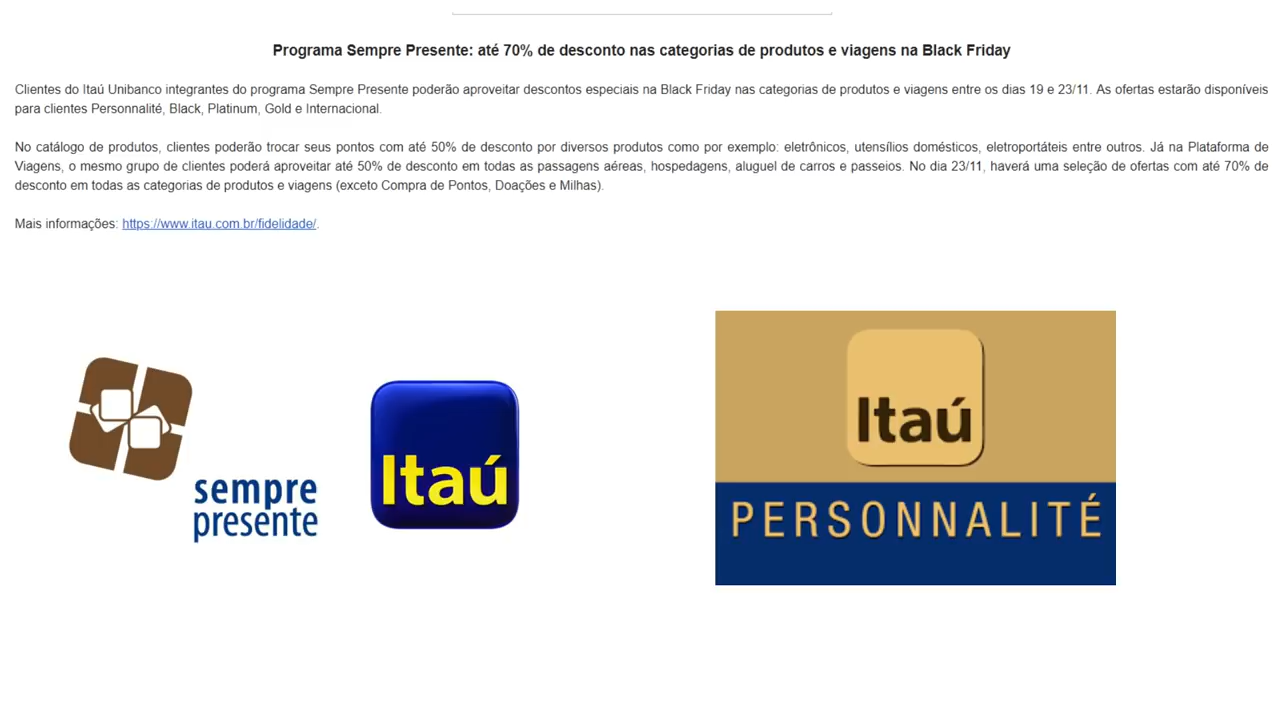 Programa Sempre Presente: até 70% de desconto nas categorias de produtos e viagens na Black Friday
Clientes do Itaú Unibanco integrantes do programa Sempre Presente poderão aproveitar descontos especiais na Black Friday nas categorias de produtos e viagens entre os dias 19 e 23/11. As ofertas estarão disponíveis
para clientes Personnalité, Black, Platinum, Gold e Internacional.
No catálogo de produtos, clientes poderão trocar seus pontos com até 50% de desconto por diversos produtos como por exemplo: eletrônicos, utensílios domésticos, eletroportáteis entre outros. Já na Plataforma de
Viagens, o mesmo grupo de clientes poderá aproveitar até 50% de desconto em todas as passagens aéreas, hospedagens, aluguel de carros e passeios. No dia 23/11, haverá uma seleção de ofertas com até 70% de
desconto em todas as categorias de produtos e viagens (exceto Compra de Pontos, Doações e Milhas).
Mais informações: https://www.itau.com.br/fidelidade/.
sempre
presente
Itaú
Itaú
PERSONNALITÉ